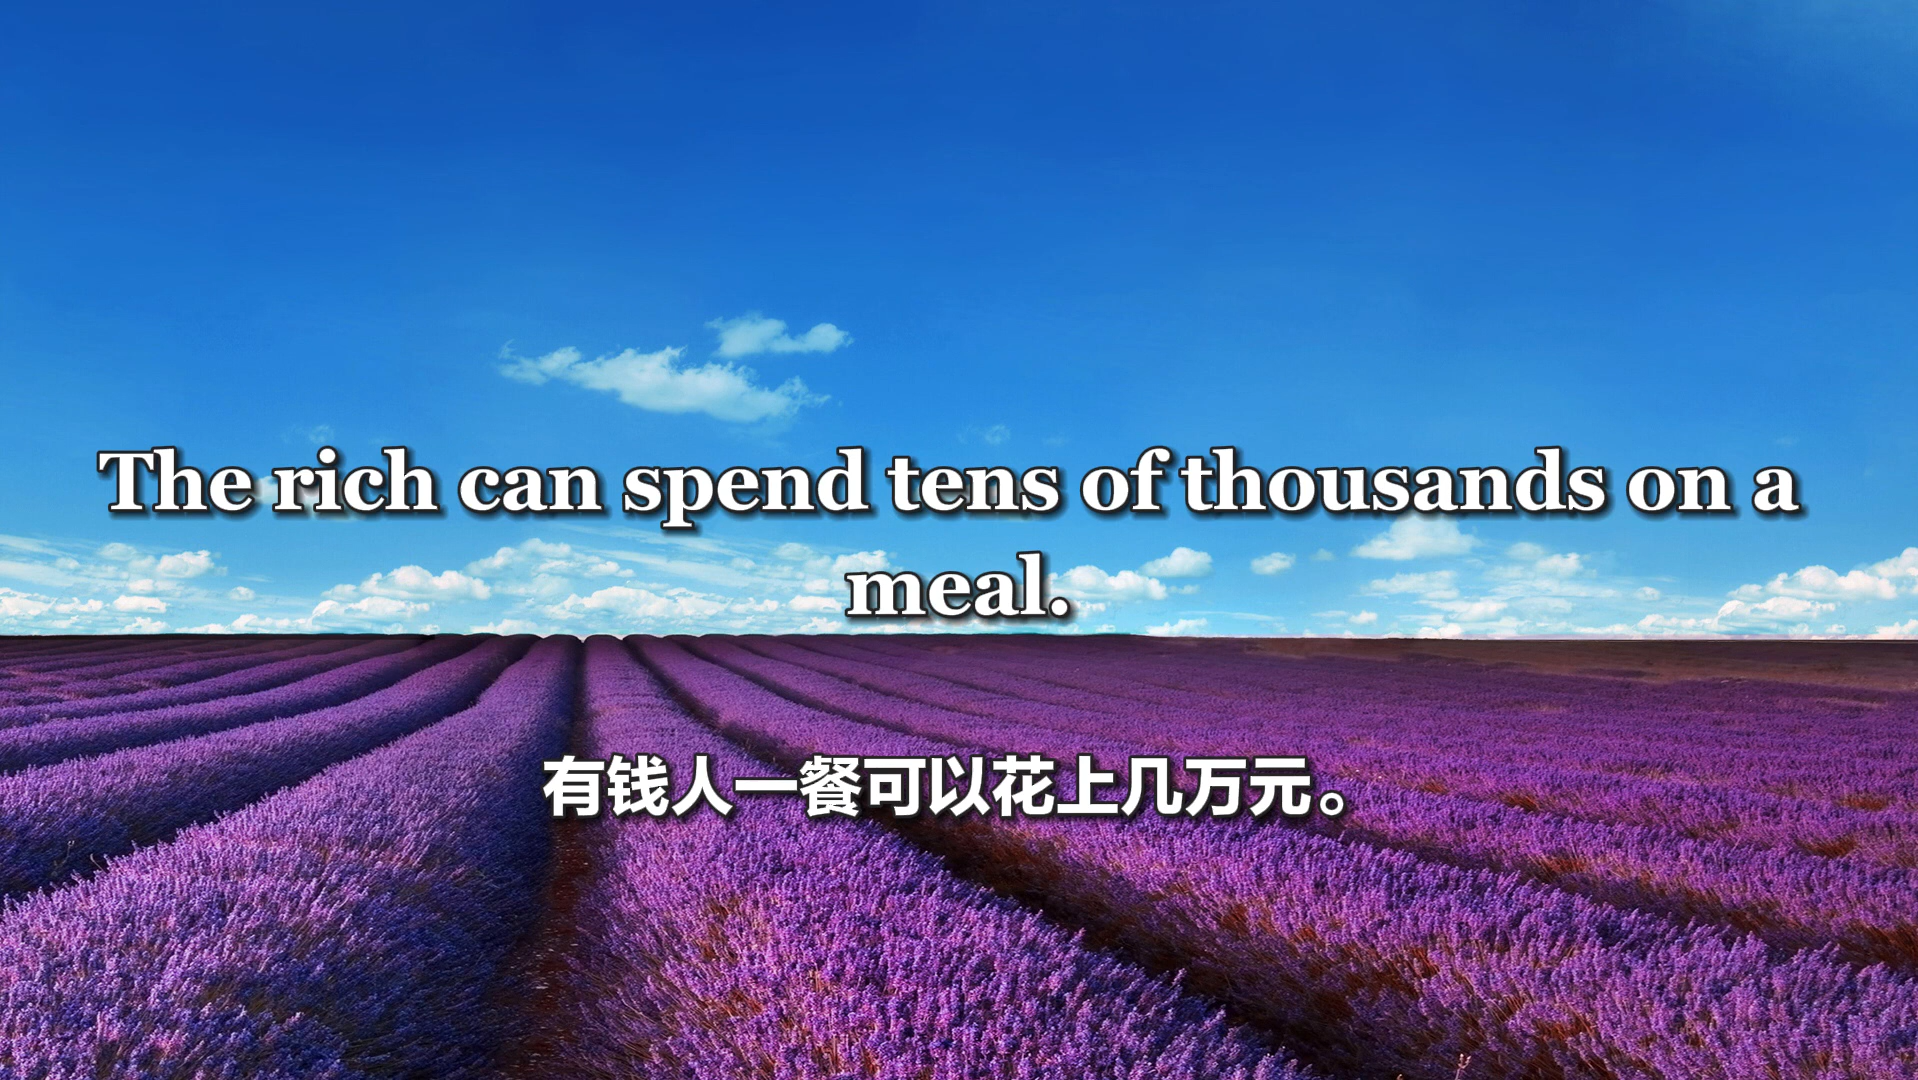 The rich can spend tens of thousands on a
meal.
有钱人一餐可以花上几万元。